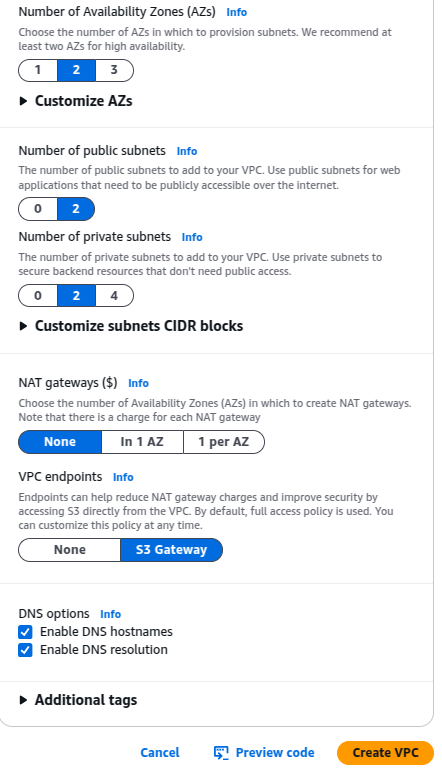 Number of Availability Zones (AZs) Info
Choose the number of AZs in which to provision subnets. We recommend at
least two AZs for high availability.
1 2 3
Customize AZs
Number of public subnets Info
The number of public subnets to add to your VPC. Use public subnets for web
applications that need to be publicly accessible over the internet.
0 2
Number of private subnets Info
The number of private subnets to add to your VPC. Use private subnets to
secure backend resources that don't need public access.
0 2 4
Customize subnets CIDR blocks
NAT gateways ($) Info
Choose the number of Availability Zones (AZs) in which to create NAT gateways.
Note that there is a charge for each NAT gateway
None In 1 AZ 1 per AZ
VPC endpoints Info
Endpoints can help reduce NAT gateway charges and improve security by
accessing S3 directly from the VPC. By default, full access policy is used. You
can customize this policy at any time.
None S3 Gateway
DNS options Info
Enable DNS hostnames
Enable DNS resolution
Additional tags
Cancel Preview code Create VPC